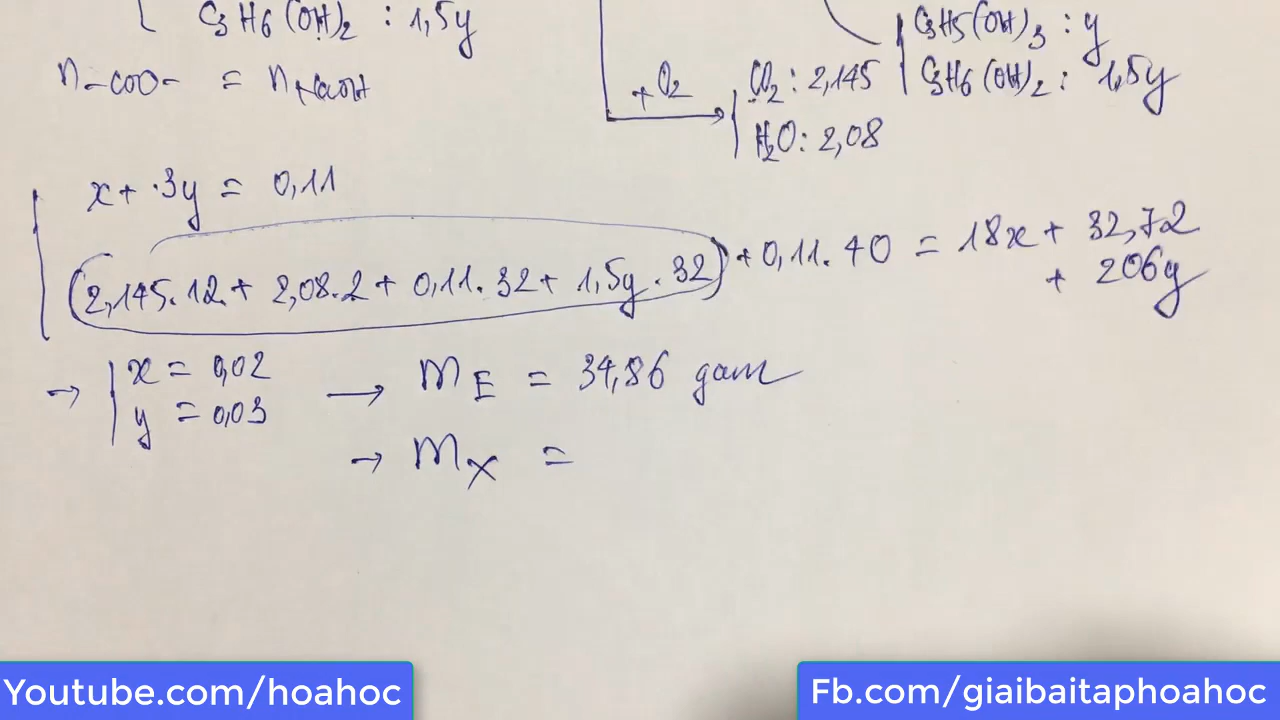 C3H6(OH)2 : 1,5y
C3H5(OH)3 : y
C3H6(OH)2 : 1,5y
n-COO- = nNaOH
+O2
CO2 : 2,145
H2O : 2,08
x + 3y = 0,11
(2,145.12 + 2,08.2 + 0,11.32 + 1,5y.32) + 0,11.40 = 18x + 32,72
+ 206y
→ x = 0,02 → mE = 34,86 gam
y = 0,03
→ mX =
Youtube.com/hoahoc
Fb.com/giaibaitaphoahoc